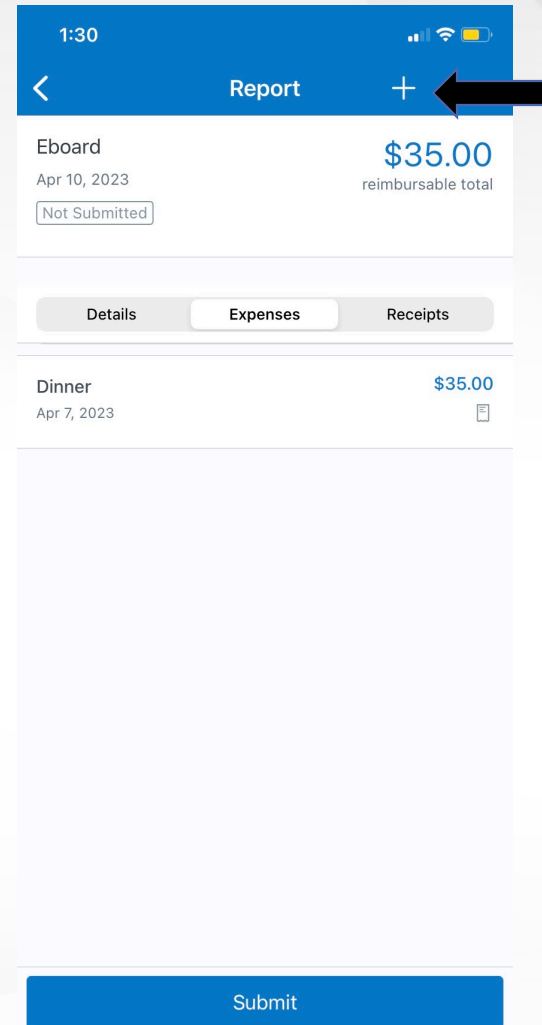 1:30
Report
Eboard
$35.00
Apr 10, 2023
reimbursable total
Not Submitted
Details Expenses Receipts
Dinner
$35.00
Apr 7, 2023
Submit